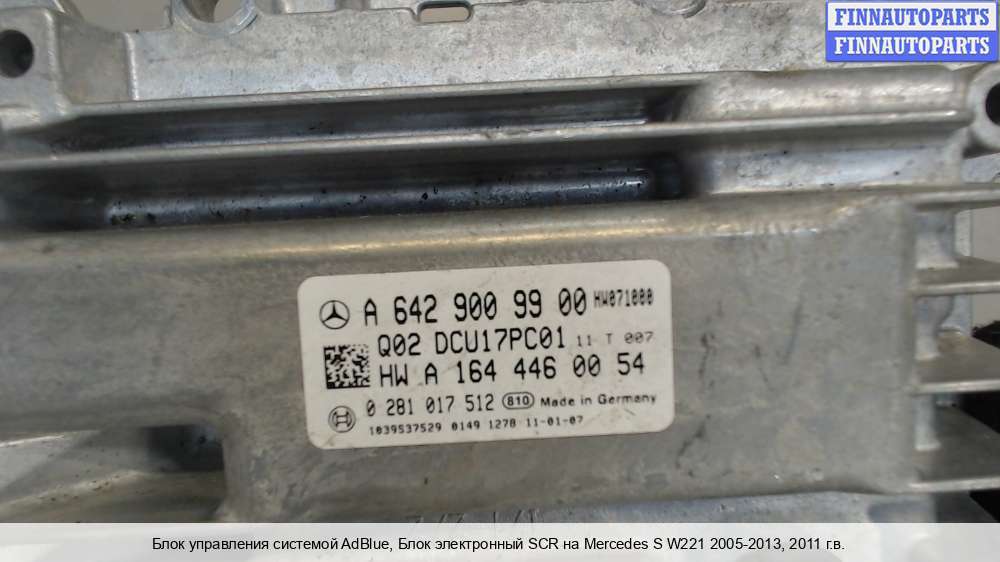 FINNAUTOPARTS
FINNAUTOPARTS
A 642 900 99 00 HW071000
Q02 DCU17PC01 11 T 007
HW A 164 446 00 54
0 281 017 512 810 Made in Germany
1039S37529 0149 1278 11-01-07
Блок управления системой AdBlue, Блок электронный SCR на Mercedes S W221 2005-2013, 2011 г.в.